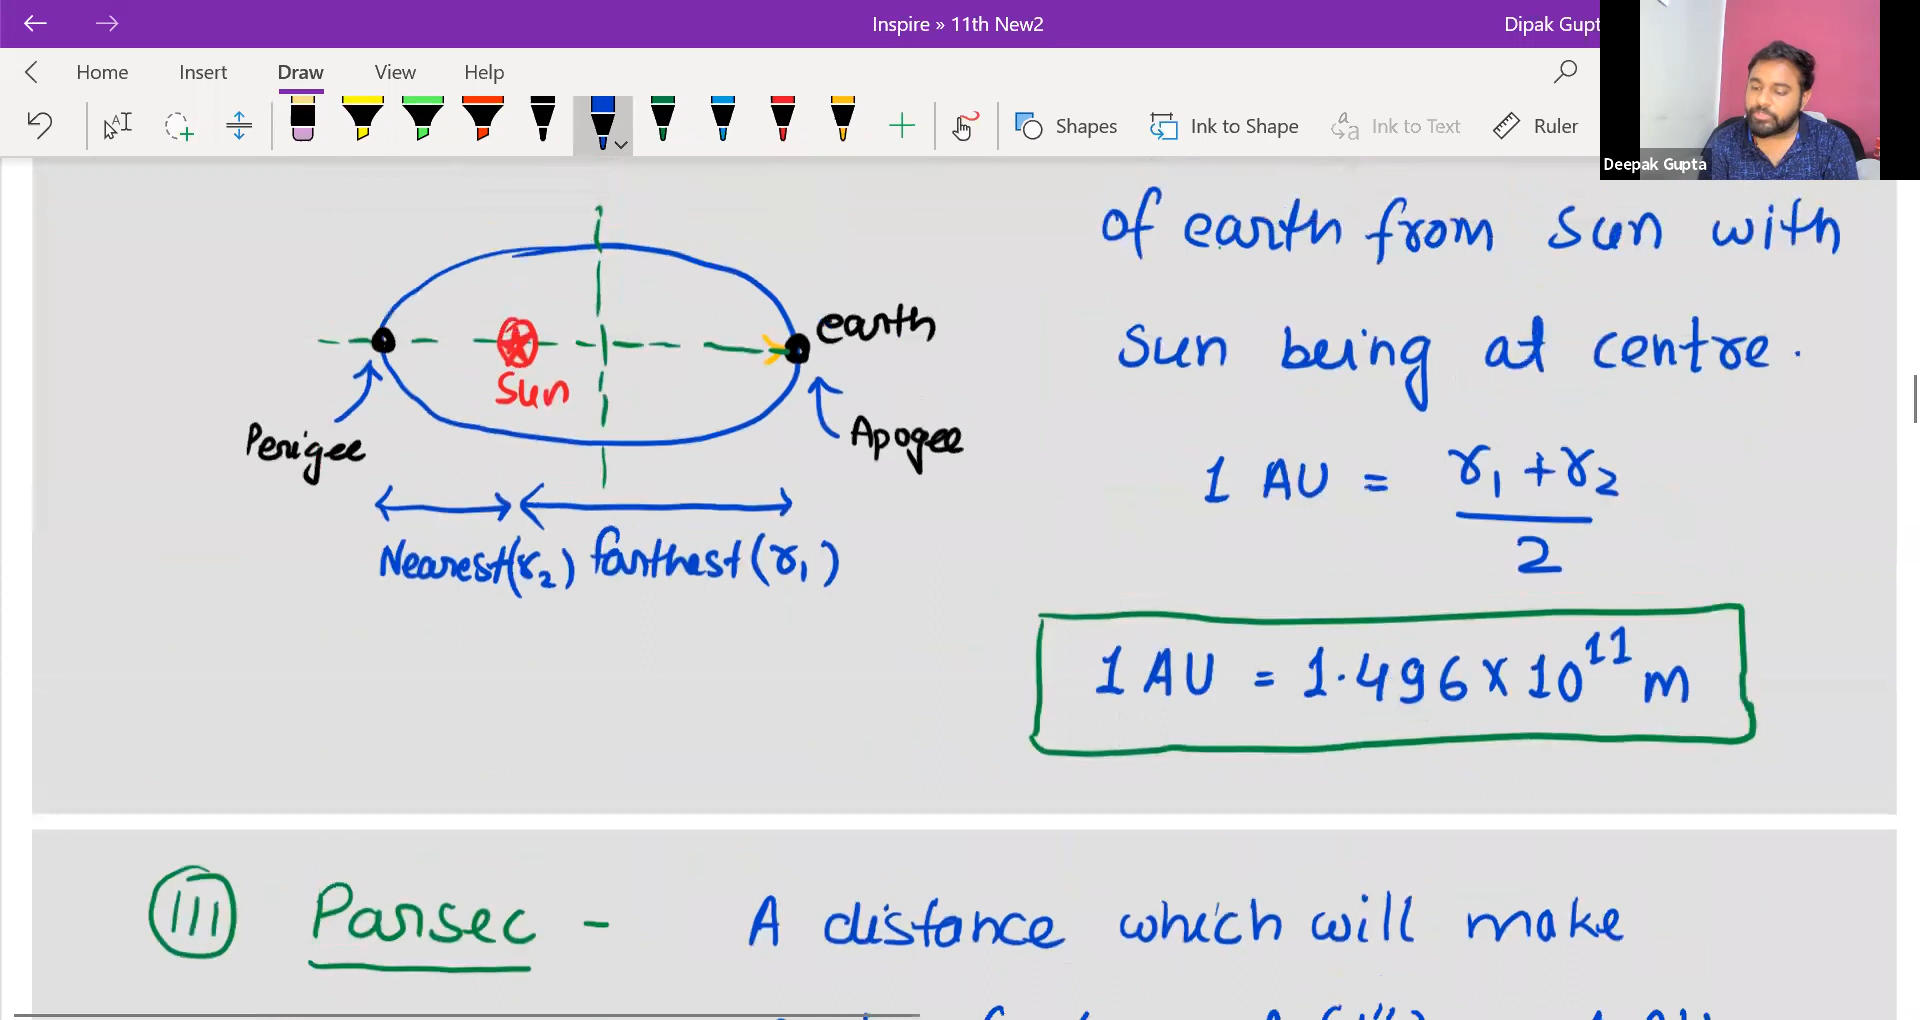 Inspire » 11th New2
Dipak Gupt
Home Insert Draw View Help
Shapes Ink to Shape Ink to Text Ruler
Deepak Gupta
of earth from sun with
sun being at centre.
earth
Sun
Perigee
Apogee
Nearest(r₂) farthest(r₁)
1 AU = r₁ + r₂
2
1 AU = 1.496 × 10¹¹ m
III Parsec - A distance which will make